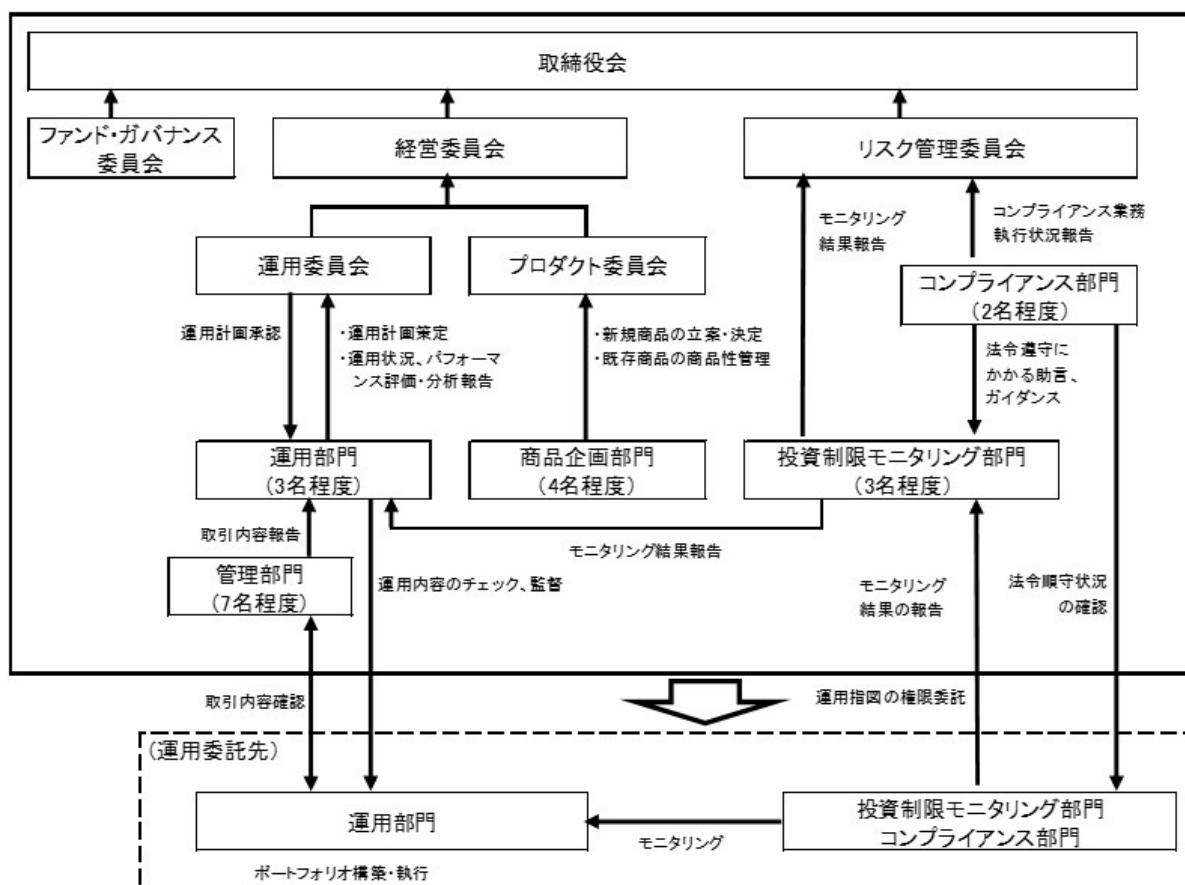 取締役会
ファンド・ガバナンス
委員会
経営委員会
リスク管理委員会
モニタリング
結果報告
コンプライアンス業務
執行状況報告
運用委員会
プロダクト委員会
コンプライアンス部門
(2名程度)
運用計画承認
・運用計画策定
・運用状況、パフォーマ
ンス評価・分析報告
・新規商品の立案・決定
・既存商品の商品性管理
法令遵守に
かかる助言、
ガイダンス
運用部門
(3名程度)
商品企画部門
(4名程度)
投資制限モニタリング部門
(3名程度)
取引内容報告
モニタリング結果報告
管理部門
(7名程度)
運用内容のチェック、監督
モニタリング
結果の報告
法令順守状況
の確認
取引内容確認
運用指図の権限委託
(運用委託先)
運用部門
モニタリング
投資制限モニタリング部門
コンプライアンス部門
ポートフォリオ構築・執行